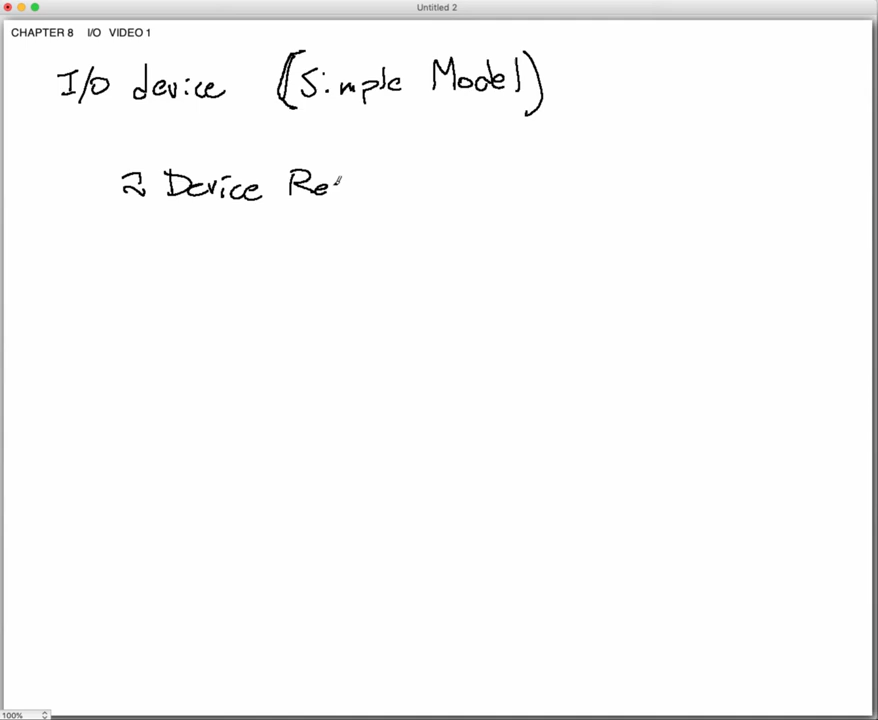 Untitled 2
CHAPTER 8 I/O VIDEO 1
I/O device (Simple Model)
2 Device Re
100%